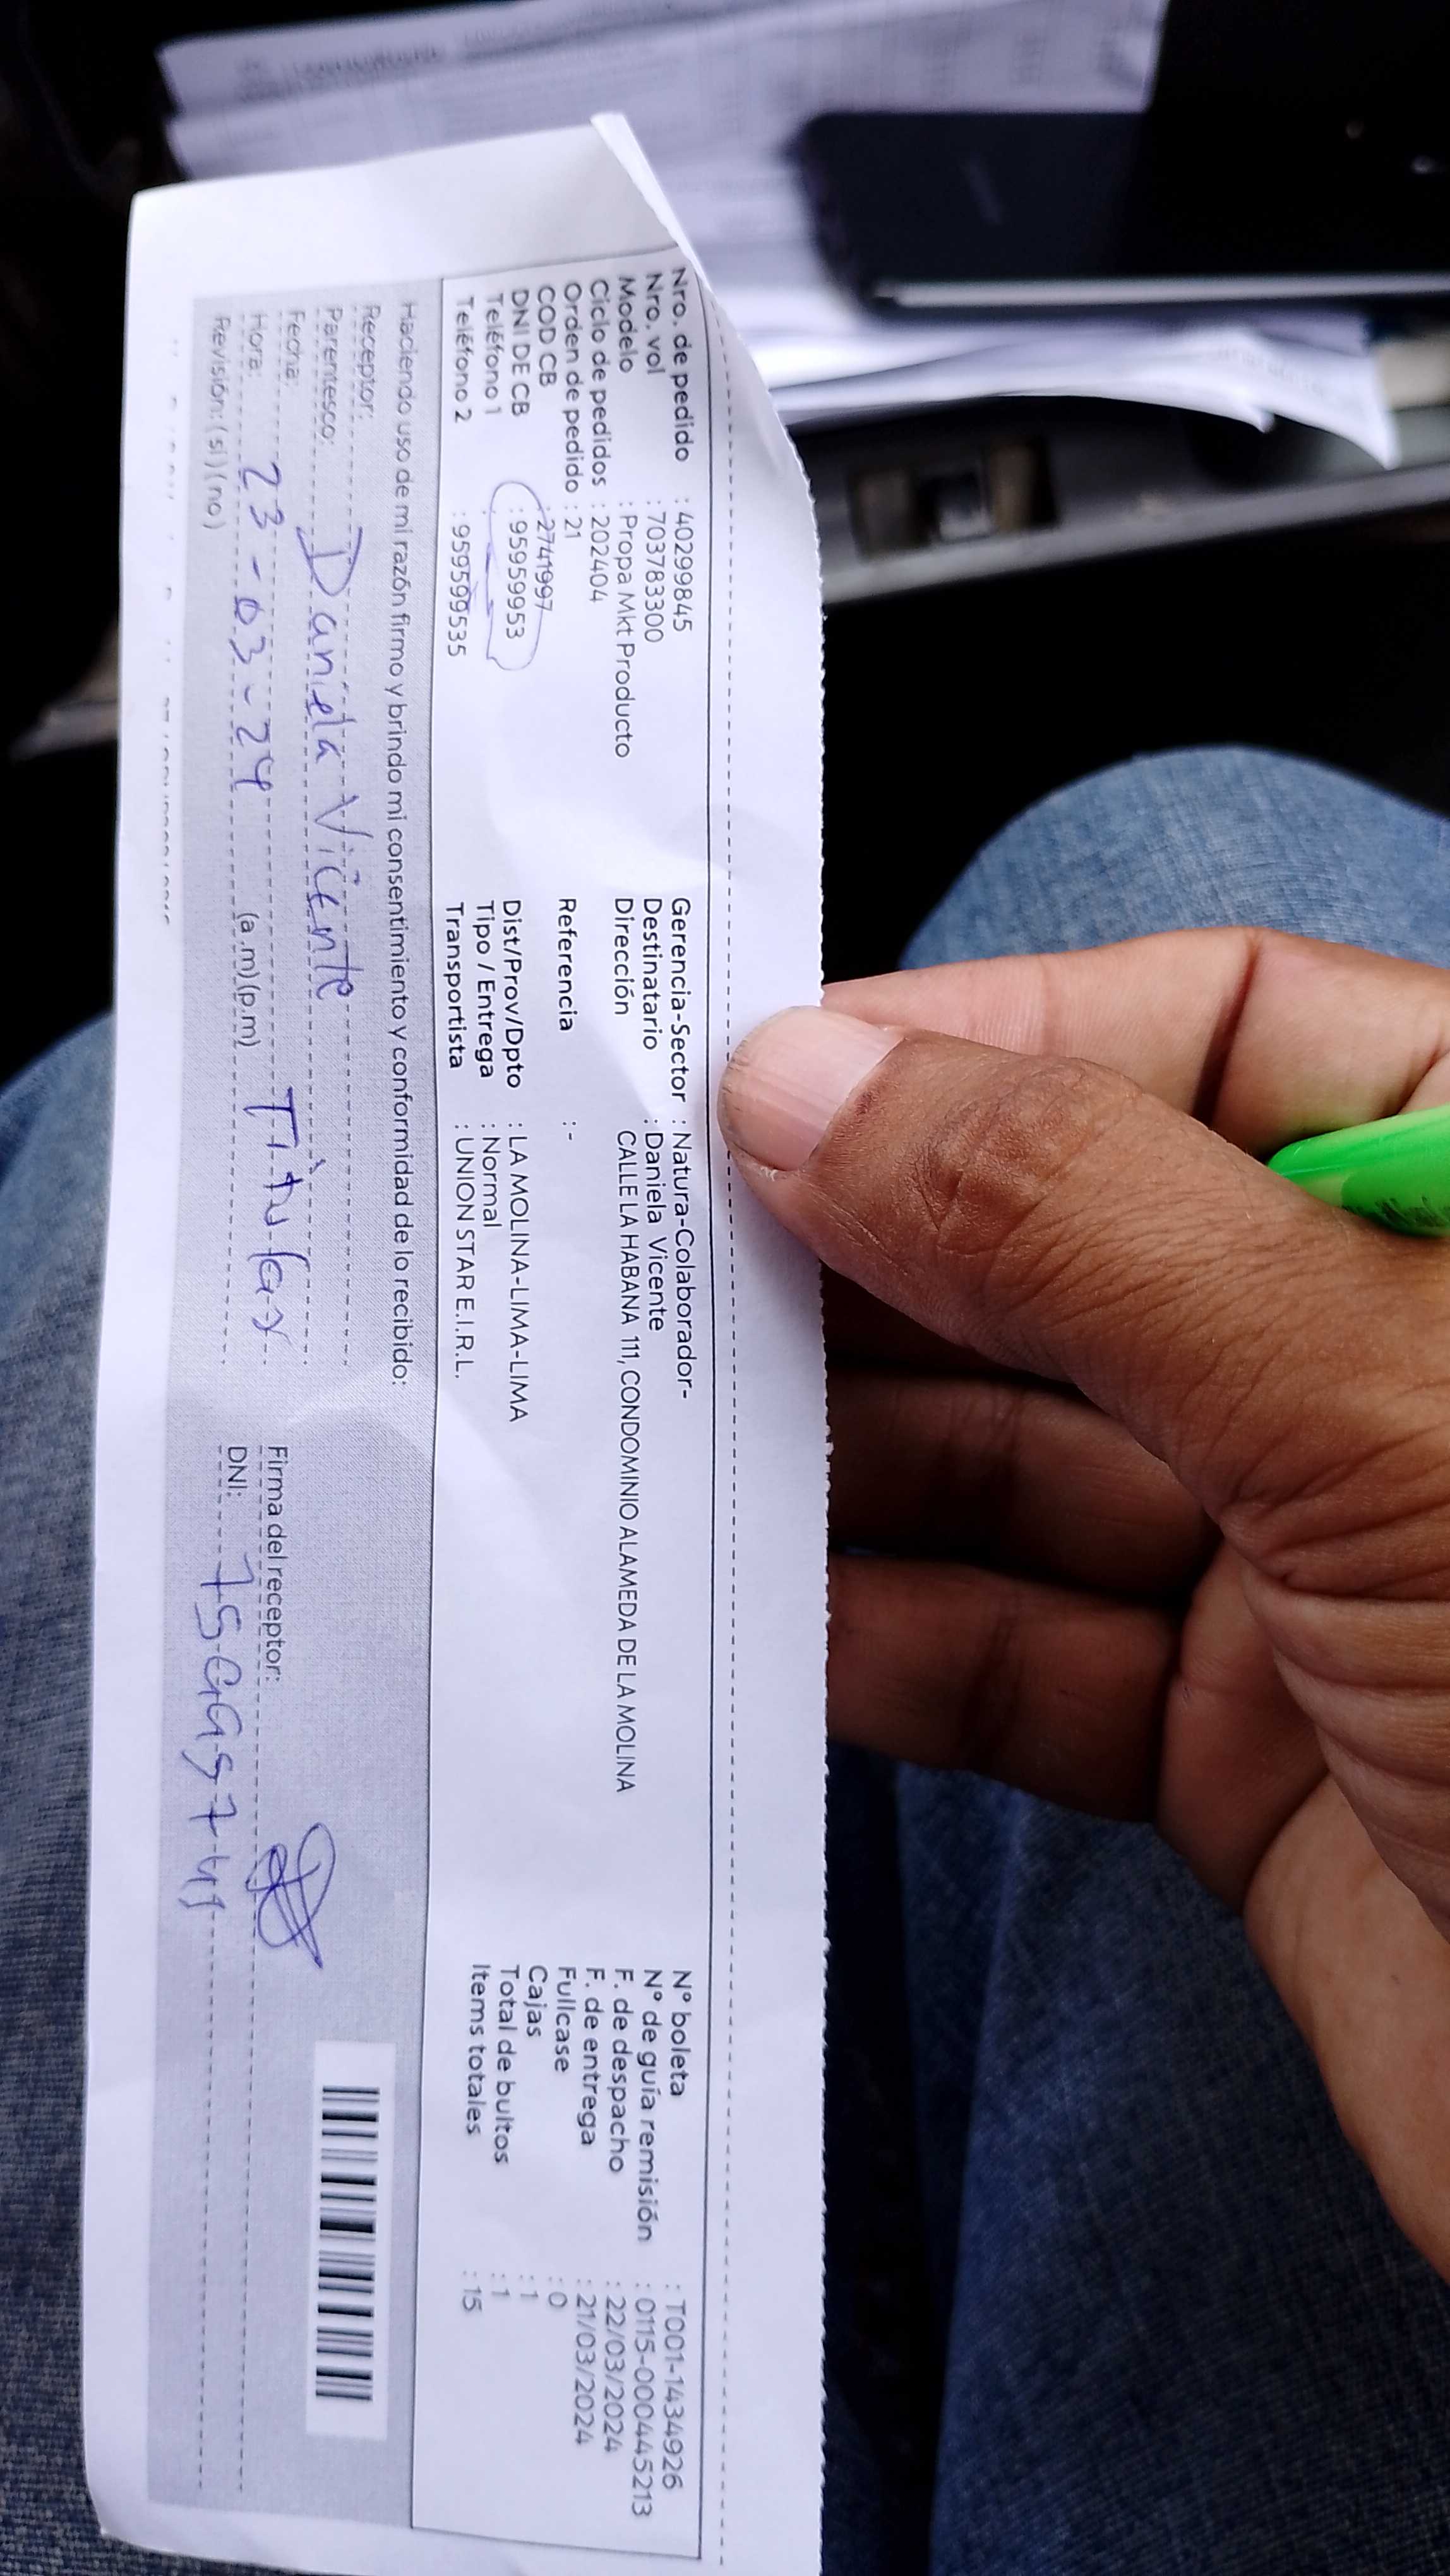 Nro. de pedido : 40299845
Nro. vol : 703783300
Modelo : Propa Mkt Producto
Ciclo de pedidos : 202404
Orden de pedido : 21
COD CB : 2741997
DNI DE CB : 95959953
Teléfono 1 :
Teléfono 2 : 959599535
Gerencia-Sector : Natura-Colaborador-
Destinatario : Daniela Vicente
Dirección CALLE LA HABANA 111, CONDOMINIO ALAMEDA DE LA MOLINA
Referencia : -
Dist/Prov/Dpto : LA MOLINA-LIMA-LIMA
Tipo / Entrega : Normal
Transportista : UNION STAR E.I.R.L.
N° boleta : T001-1434926
N° de guía remisión : 0115-000445213
F. de despacho : 22/03/2024
F. de entrega : 21/03/2024
Fullcase : 0
Cajas : 1
Total de bultos : 1
Items totales : 15
Haciendo uso de mi razón firmo y brindo mi consentimiento y conformidad de lo recibido:
Receptor: Daniela Vicente
Parentesco: Titular
Fecha: 23-03-24
Hora: (a.m) (p.m)
Revisión: (si) (no)
Firma del receptor:
DNI: